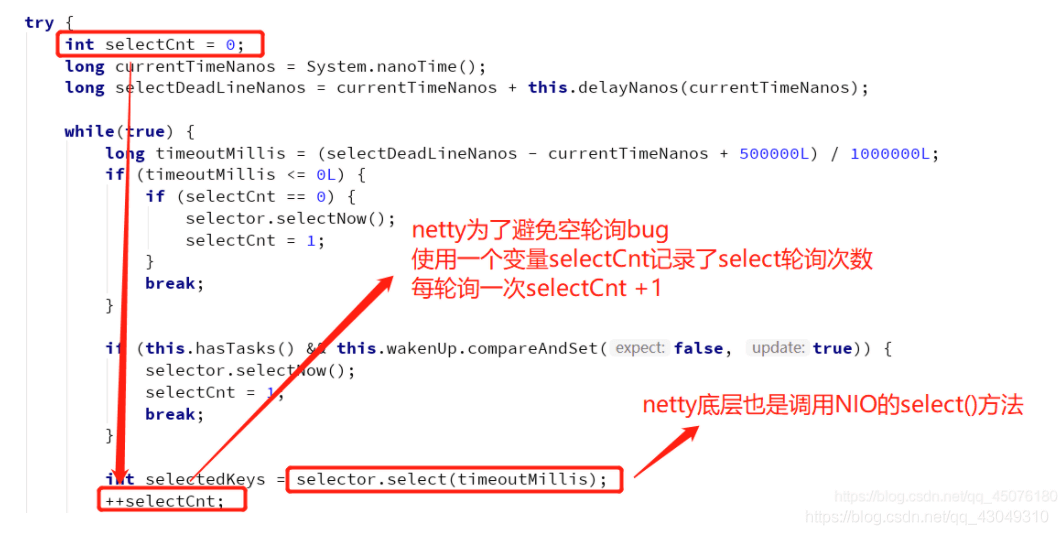 try {
int selectCnt = 0;
long currentTimeNanos = System.nanoTime();
long selectDeadLineNanos = currentTimeNanos + this.delayNanos(currentTimeNanos);
while(true) {
long timeoutMillis = (selectDeadLineNanos - currentTimeNanos + 500000L) / 1000000L;
if (timeoutMillis <= 0L) {
if (selectCnt == 0) {
selector.selectNow();
selectCnt = 1;
}
break;
}
netty为了避免空轮询bug
使用一个变量selectCnt记录了select轮询次数
每轮询一次selectCnt +1
if (this.hasTasks() && this.wakenUp.compareAndSet( expect: false, update: true)) {
selector.selectNow();
selectCnt = 1;
break;
}
netty底层也是调用NIO的select()方法
int selectedKeys = selector.select(timeoutMillis);
++selectCnt;
https://blog.csdn.net/qq_45076180
https://blog.csdn.net/qq_43049310